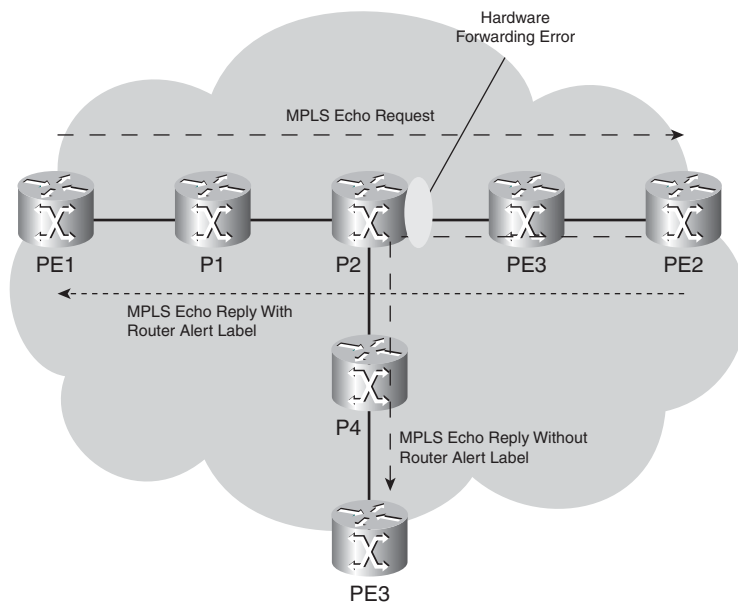 Hardware
Forwarding Error
MPLS Echo Request
PE1
P1
P2
PE3
PE2
MPLS Echo Reply With
Router Alert Label
P4
MPLS Echo Reply Without
Router Alert Label
PE3